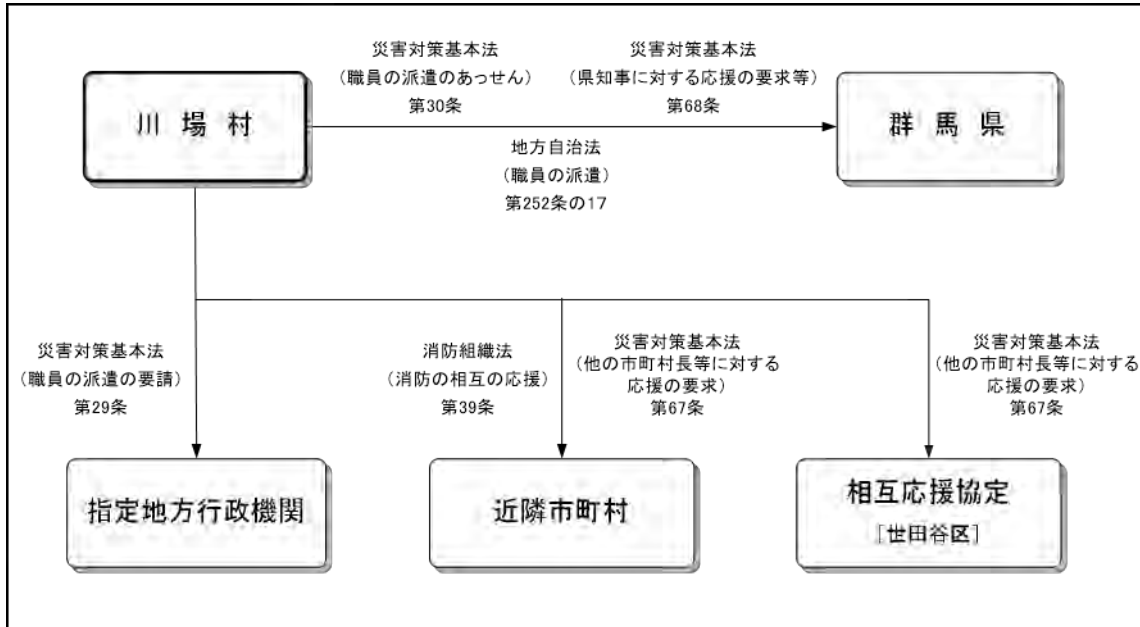 災害対策基本法
（職員の派遣のあっせん）
第30条
災害対策基本法
（県知事に対する応援の要求等）
第68条
川場村
群馬県
地方自治法
（職員の派遣）
第252条の17
災害対策基本法
（職員の派遣の要請）
第29条
消防組織法
（消防の相互の応援）
第39条
災害対策基本法
（他の市町村長等に対する
応援の要求）
第67条
災害対策基本法
（他の市町村長等に対する
応援の要求）
第67条
指定地方行政機関
近隣市町村
相互応援協定
［世田谷区］